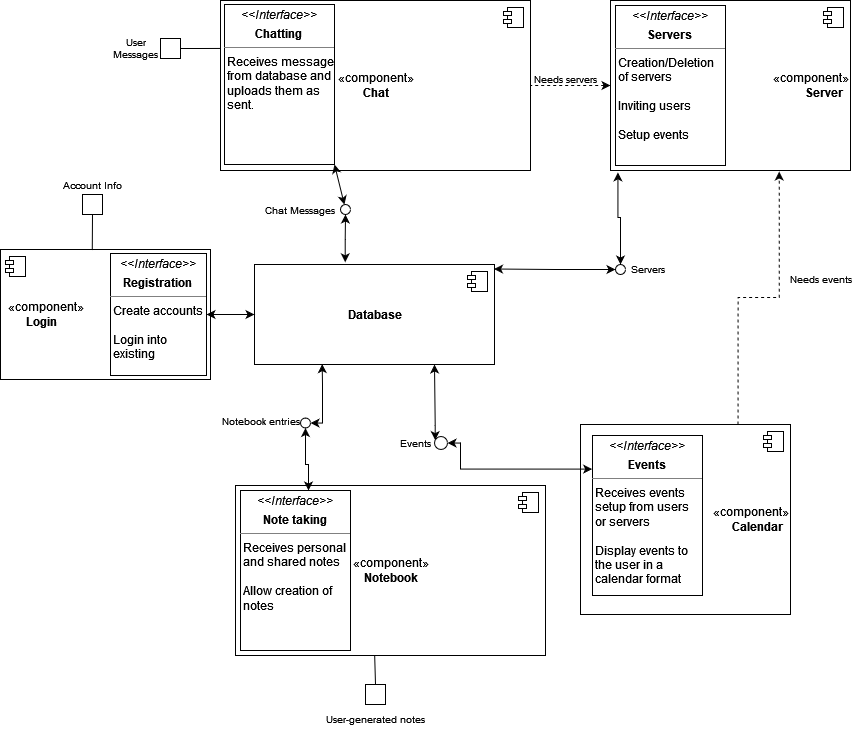 User
Messages
<<Interface>>
Chatting
Receives message
from database and
uploads them as
sent.
«component»
Chat
Needs servers
<<Interface>>
Servers
Creation/Deletion
of servers
Inviting users
Setup events
«component»
Server
Account Info
Chat Messages
«component»
Login
<<Interface>>
Registration
Create accounts
Login into
existing
Database
Servers
Needs events
Notebook entries
Events
<<Interface>>
Note taking
Receives personal
and shared notes
Allow creation of
notes
«component»
Notebook
<<Interface>>
Events
Receives events
setup from users
or servers
Display events to
the user in a
calendar format
«component»
Calendar
User-generated notes